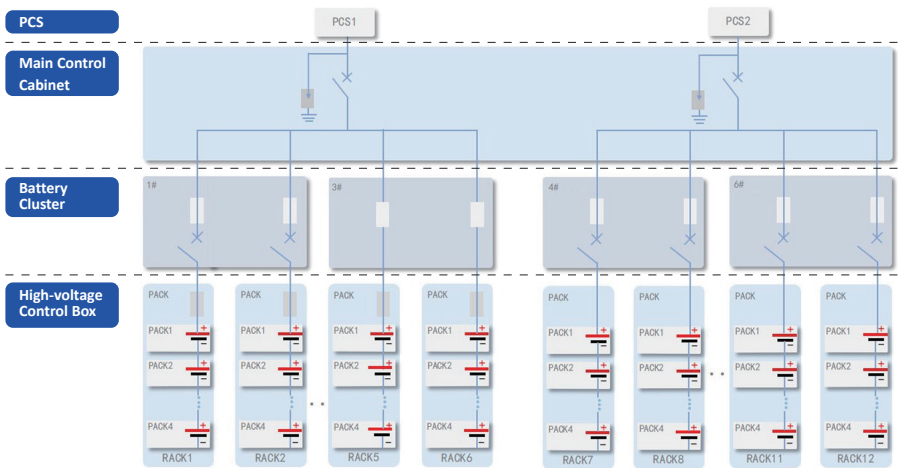 PCS
PCS1
PCS2
Main Control
Cabinet
Battery
Cluster
1#
3#
4#
6#
High-voltage
Control Box
PACK
PACK1
PACK2
PACK4
RACK1
PACK
PACK1
PACK2
PACK4
RACK2
PACK
PACK1
PACK2
PACK4
RACK5
PACK
PACK1
PACK2
PACK4
RACK6
PACK
PACK1
PACK2
PACK4
RACK7
PACK
PACK1
PACK2
PACK4
RACK8
PACK
PACK1
PACK2
PACK4
RACK11
PACK
PACK1
PACK2
PACK4
RACK12